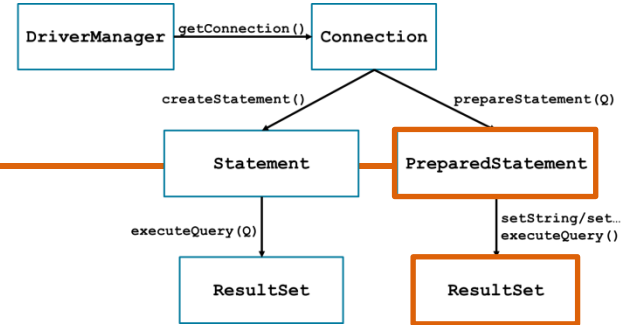 DriverManager
getConnection()
Connection
createStatement()
prepareStatement(Q)
Statement
PreparedStatement
executeQuery(Q)
setString/set…
executeQuery()
ResultSet
ResultSet